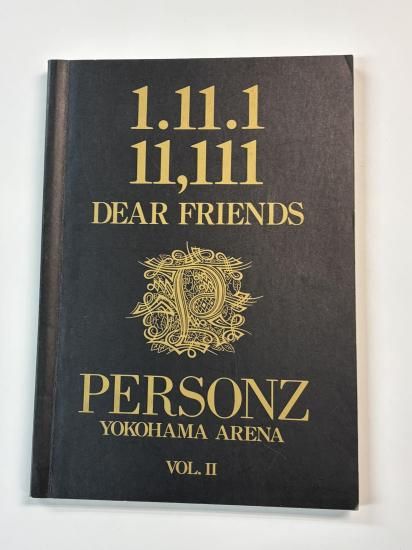 1.11.1
11,111
DEAR FRIENDS
P
PERSONZ
YOKOHAMA ARENA
VOL. II